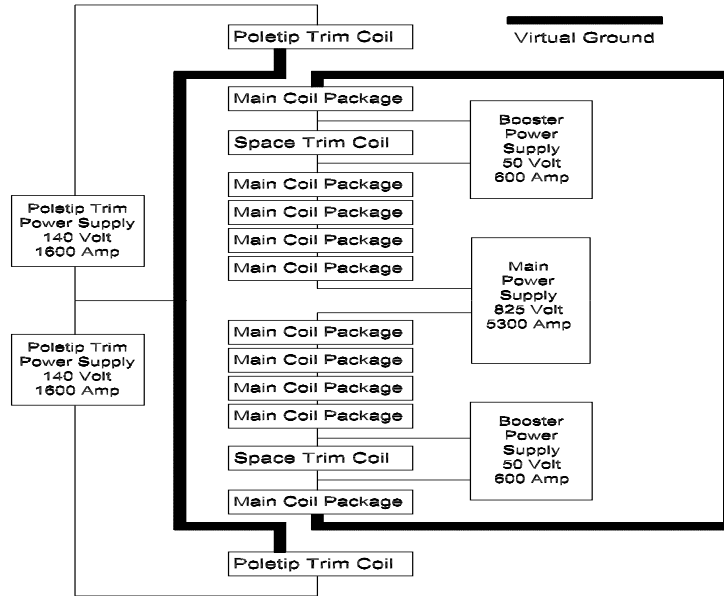 Poletip Trim Coil
Virtual Ground
Main Coil Package
Booster
Power
Supply
50 Volt
600 Amp
Space Trim Coil
Main Coil Package
Main Coil Package
Main Coil Package
Main Coil Package
Poletip Trim
Power Supply
140 Volt
1600 Amp
Main
Power
Supply
825 Volt
5300 Amp
Poletip Trim
Power Supply
140 Volt
1600 Amp
Main Coil Package
Main Coil Package
Main Coil Package
Main Coil Package
Booster
Power
Supply
50 Volt
600 Amp
Space Trim Coil
Main Coil Package
Poletip Trim Coil